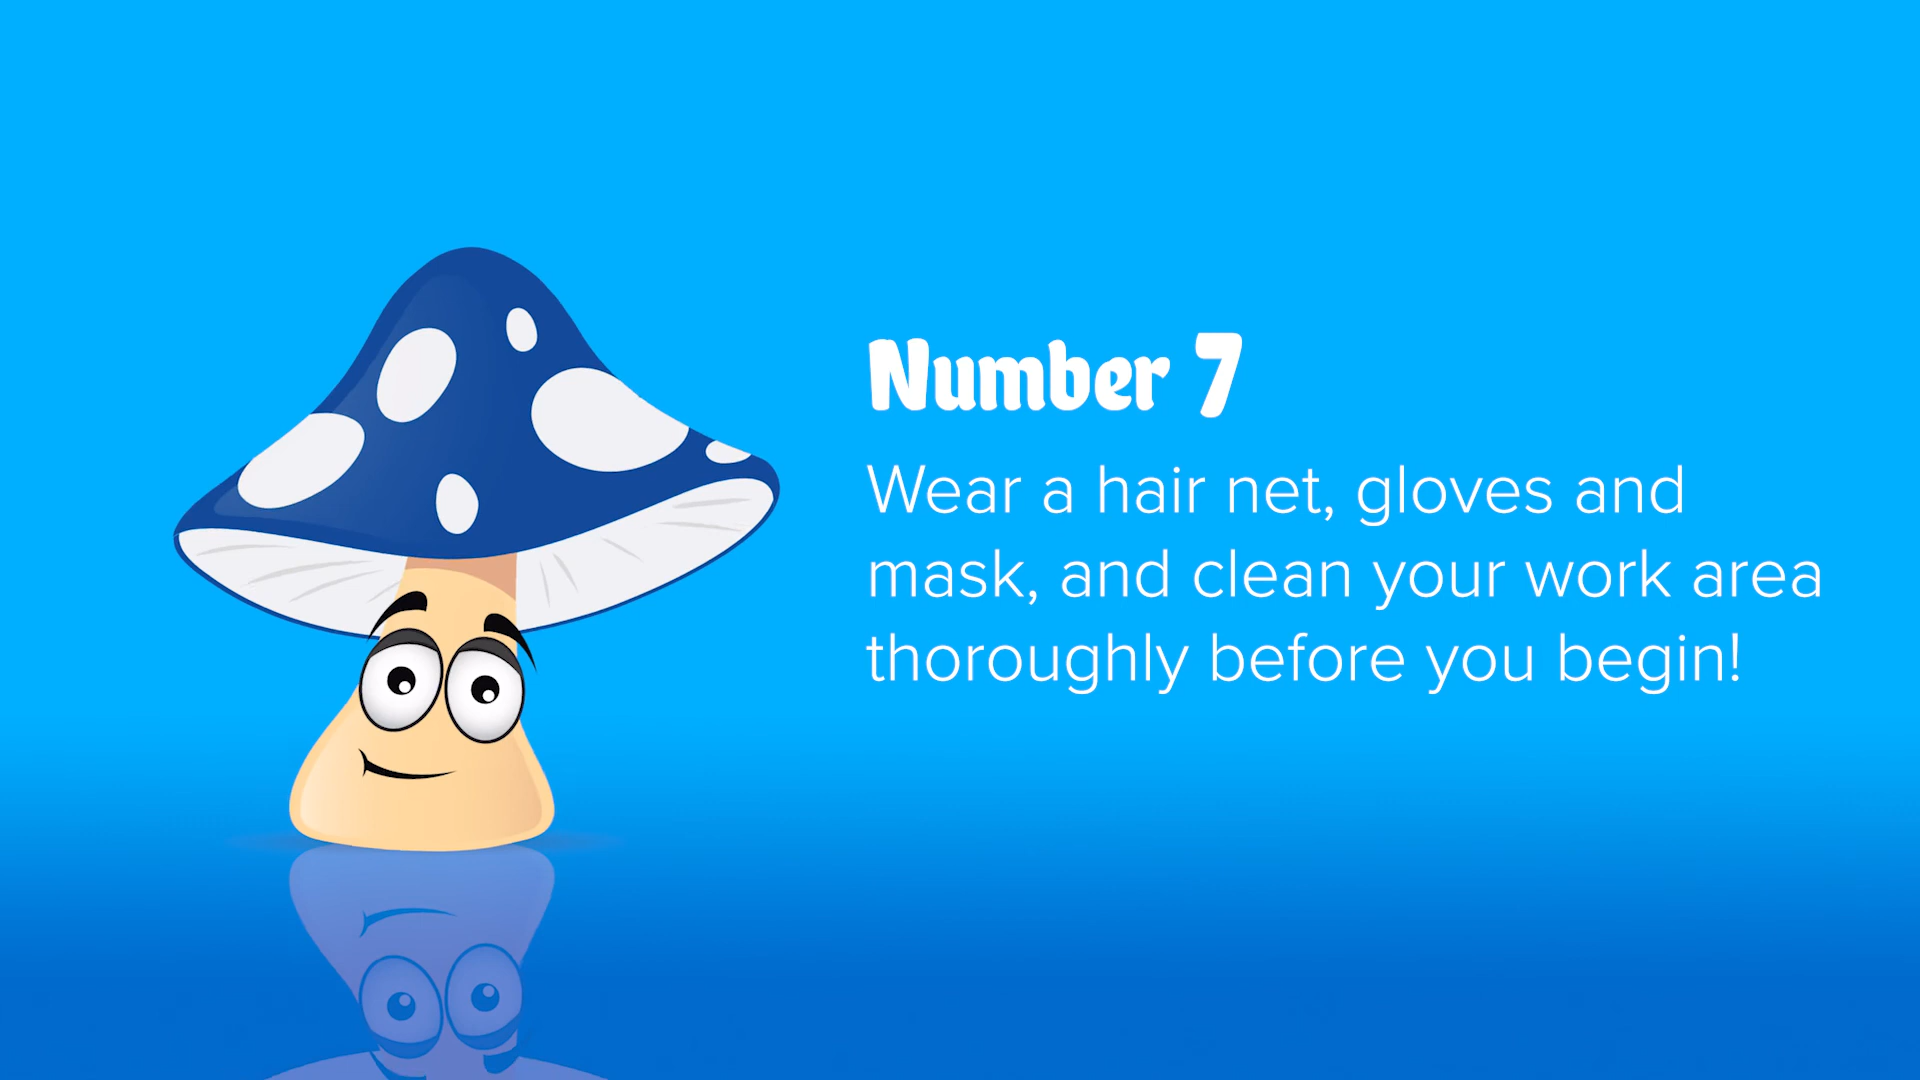 Number 7
Wear a hair net, gloves and
mask, and clean your work area
thoroughly before you begin!